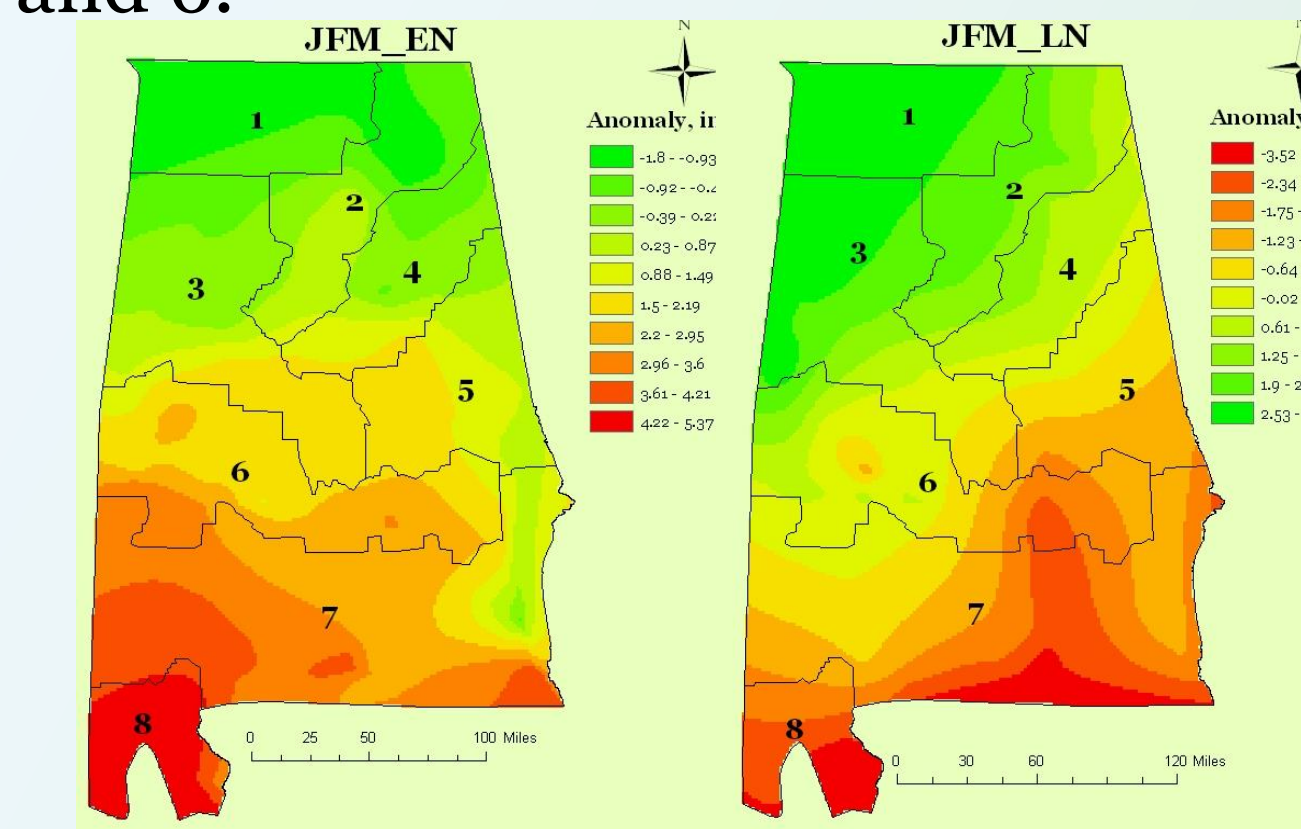 and 8.
JFM_EN
N
Anomaly, in
-1.8 - -0.93
-0.92 - -0.4
-0.39 - 0.22
0.23 - 0.87
0.88 - 1.49
1.5 - 2.19
2.2 - 2.95
2.96 - 3.6
3.61 - 4.21
4.22 - 5.37
1
2
3
4
5
6
7
8
0 25 50 100 Miles
JFM_LN
Anomaly
-3.52
-2.34
-1.75 -
-1.23 -
-0.64
-0.02
0.61 -
1.25 -
1.9 - 2
2.53 -
1
2
3
4
5
6
7
8
0 30 60 120 Miles